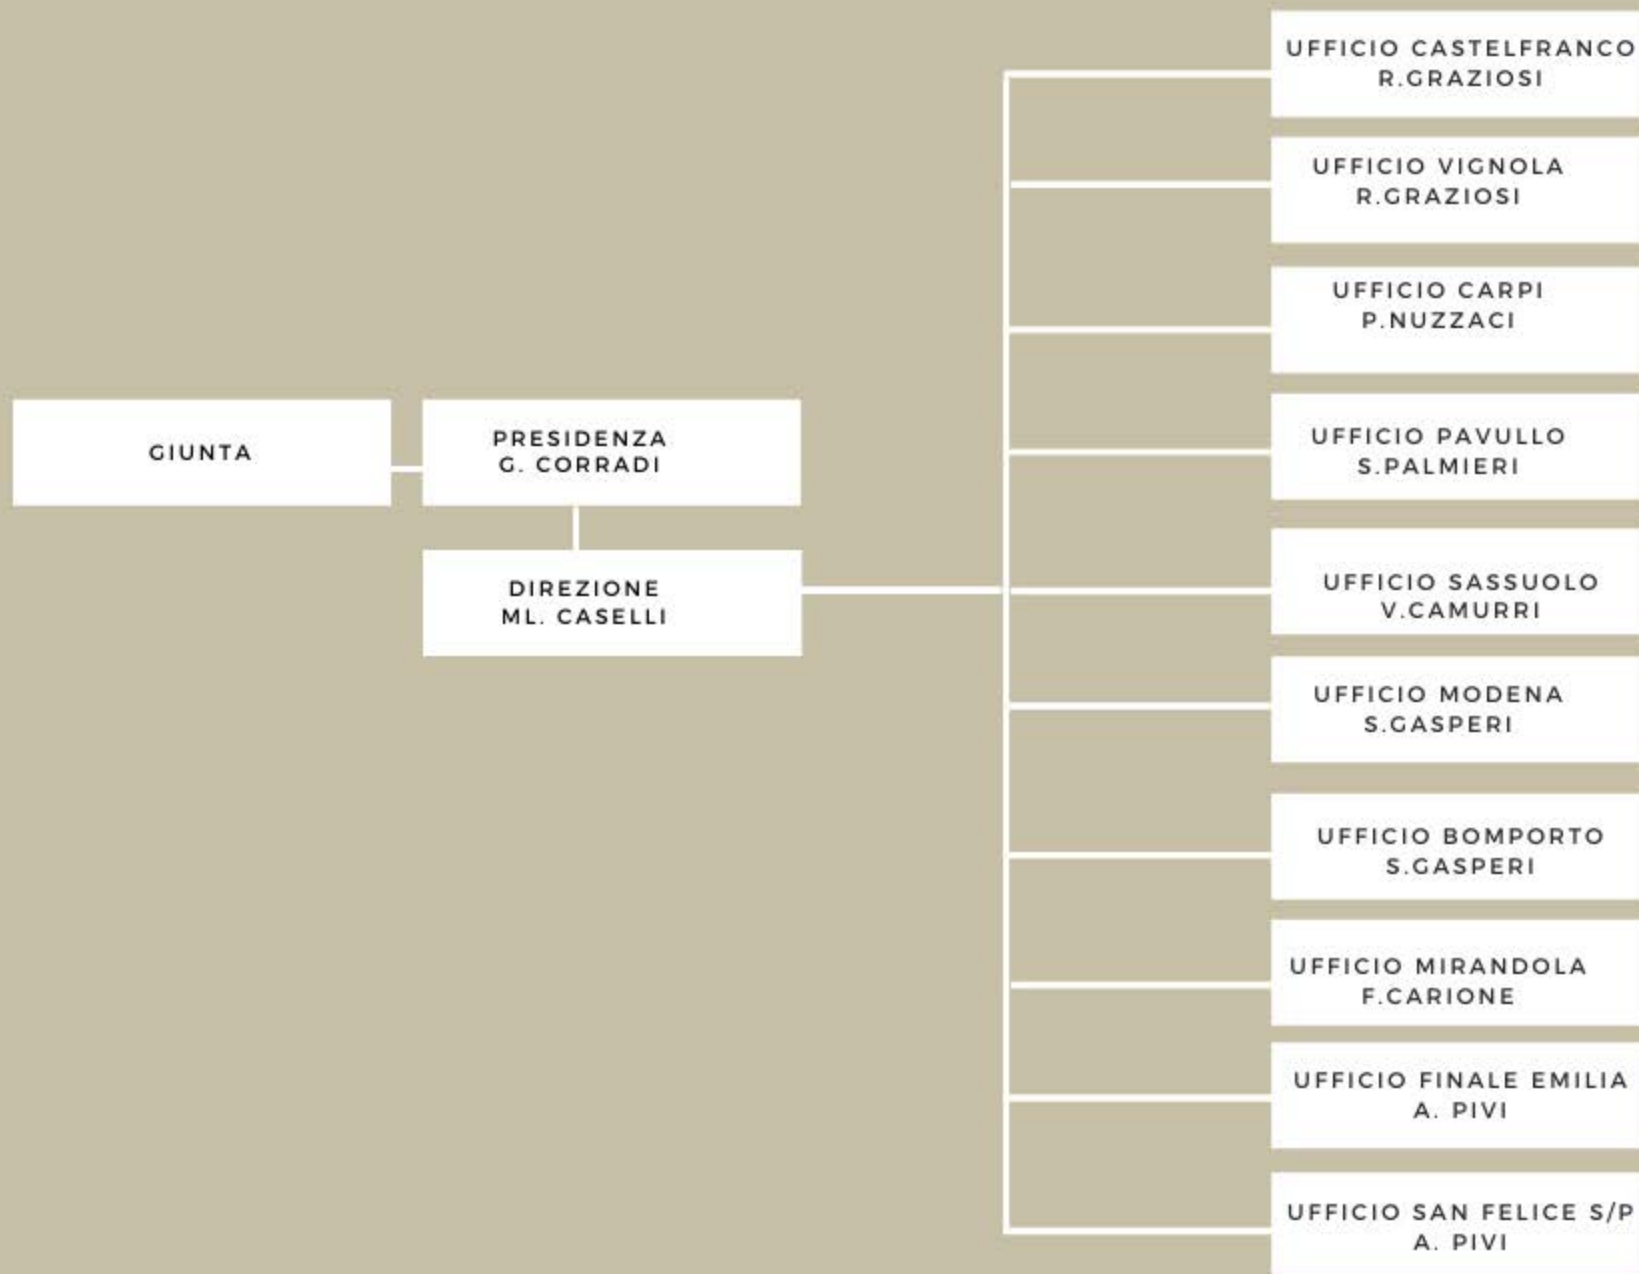 GIUNTA
PRESIDENZA
G. CORRADI
DIREZIONE
ML. CASELLI
UFFICIO CASTELFRANCO
R.GRAZIOSI
UFFICIO VIGNOLA
R.GRAZIOSI
UFFICIO CARPI
P.NUZZACI
UFFICIO PAVULLO
S.PALMIERI
UFFICIO SASSUOLO
V.CAMURRI
UFFICIO MODENA
S.GASPERI
UFFICIO BOMPORTO
S.GASPERI
UFFICIO MIRANDOLA
F.CARIONE
UFFICIO FINALE EMILIA
A. PIVI
UFFICIO SAN FELICE S/P
A. PIVI